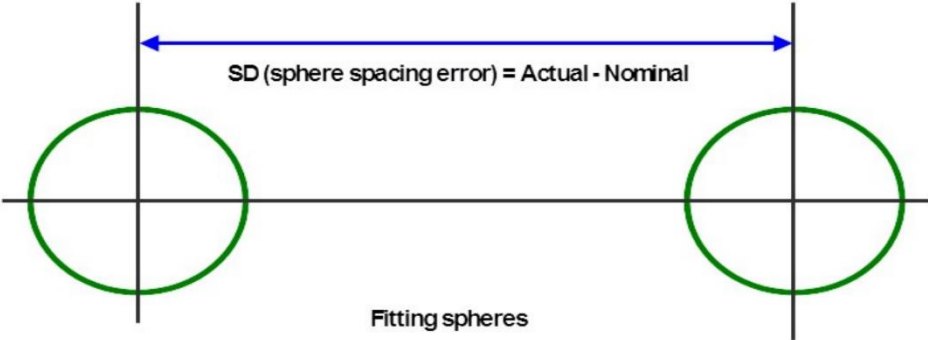 SD (sphere spacing error) = Actual - Nominal
Fitting spheres